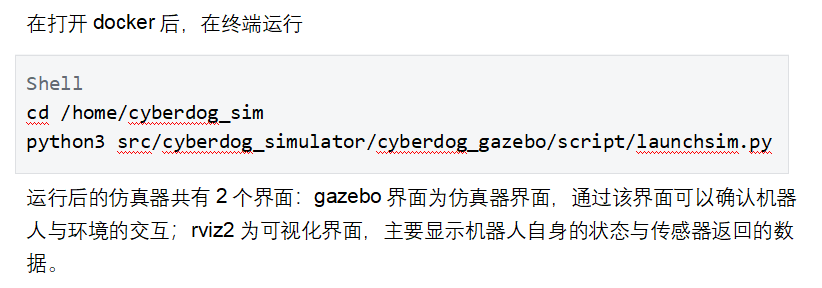 在打开 docker 后，在终端运行
Shell
cd /home/cyberdog_sim
python3 src/cyberdog_simulator/cyberdog_gazebo/script/launchsim.py
运行后的仿真器共有 2 个界面：gazebo 界面为仿真器界面，通过该界面可以确认机器
人与环境的交互；rviz2 为可视化界面，主要显示机器人自身的状态与传感器返回的数
据。